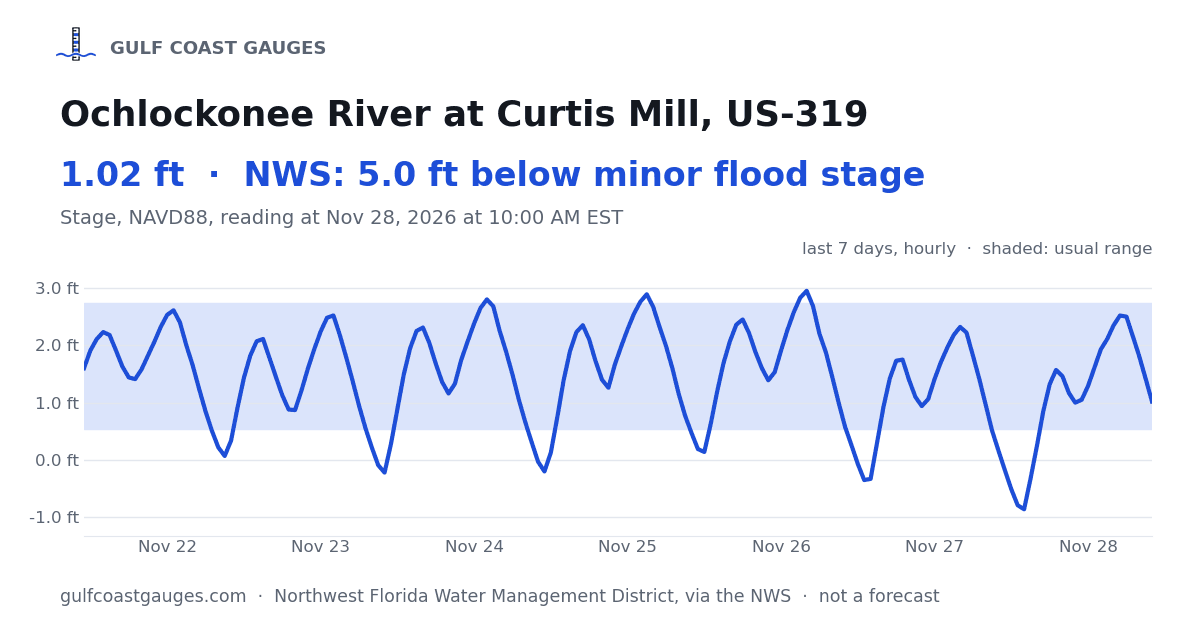 GULF COAST GAUGES
Ochlockonee River at Curtis Mill, US-319
1.02 ft · NWS: 5.0 ft below minor flood stage
Stage, NAVD88, reading at Nov 28, 2026 at 10:00 AM EST
last 7 days, hourly · shaded: usual range
3.0 ft
2.0 ft
1.0 ft
0.0 ft
-1.0 ft
Nov 22 Nov 23 Nov 24 Nov 25 Nov 26 Nov 27 Nov 28
gulfcoastgauges.com · Northwest Florida Water Management District, via the NWS · not a forecast